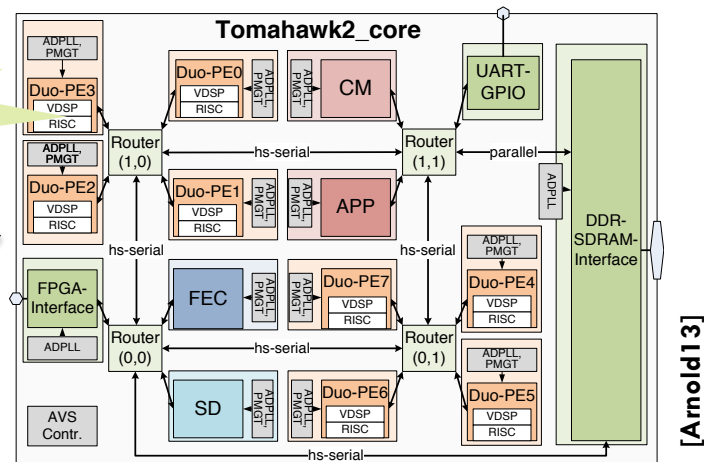 Tomahawk2_core
ADPLL,
PMGT
Duo-PE3
VDSP
RISC
Duo-PE0
VDSP
RISC
ADPLL,
PMGT
ADPLL,
PMGT
CM
UART-
GPIO
Router
(1,0)
hs-serial
Router
(1,1)
parallel
ADPLL,
PMGT
Duo-PE2
VDSP
RISC
Duo-PE1
VDSP
RISC
ADPLL,
PMGT
ADPLL,
PMGT
APP
ADPLL
DDR-
SDRAM-
Interface
hs-serial
hs-serial
FPGA-
Interface
ADPLL
FEC
ADPLL,
PMGT
ADPLL,
PMGT
Duo-PE7
VDSP
RISC
ADPLL,
PMGT
Duo-PE4
VDSP
RISC
Router
(0,0)
hs-serial
Router
(0,1)
AVS
Contr.
SD
ADPLL,
PMGT
ADPLL,
PMGT
Duo-PE6
VDSP
RISC
ADPLL,
PMGT
Duo-PE5
VDSP
RISC
hs-serial
[Arnold13]